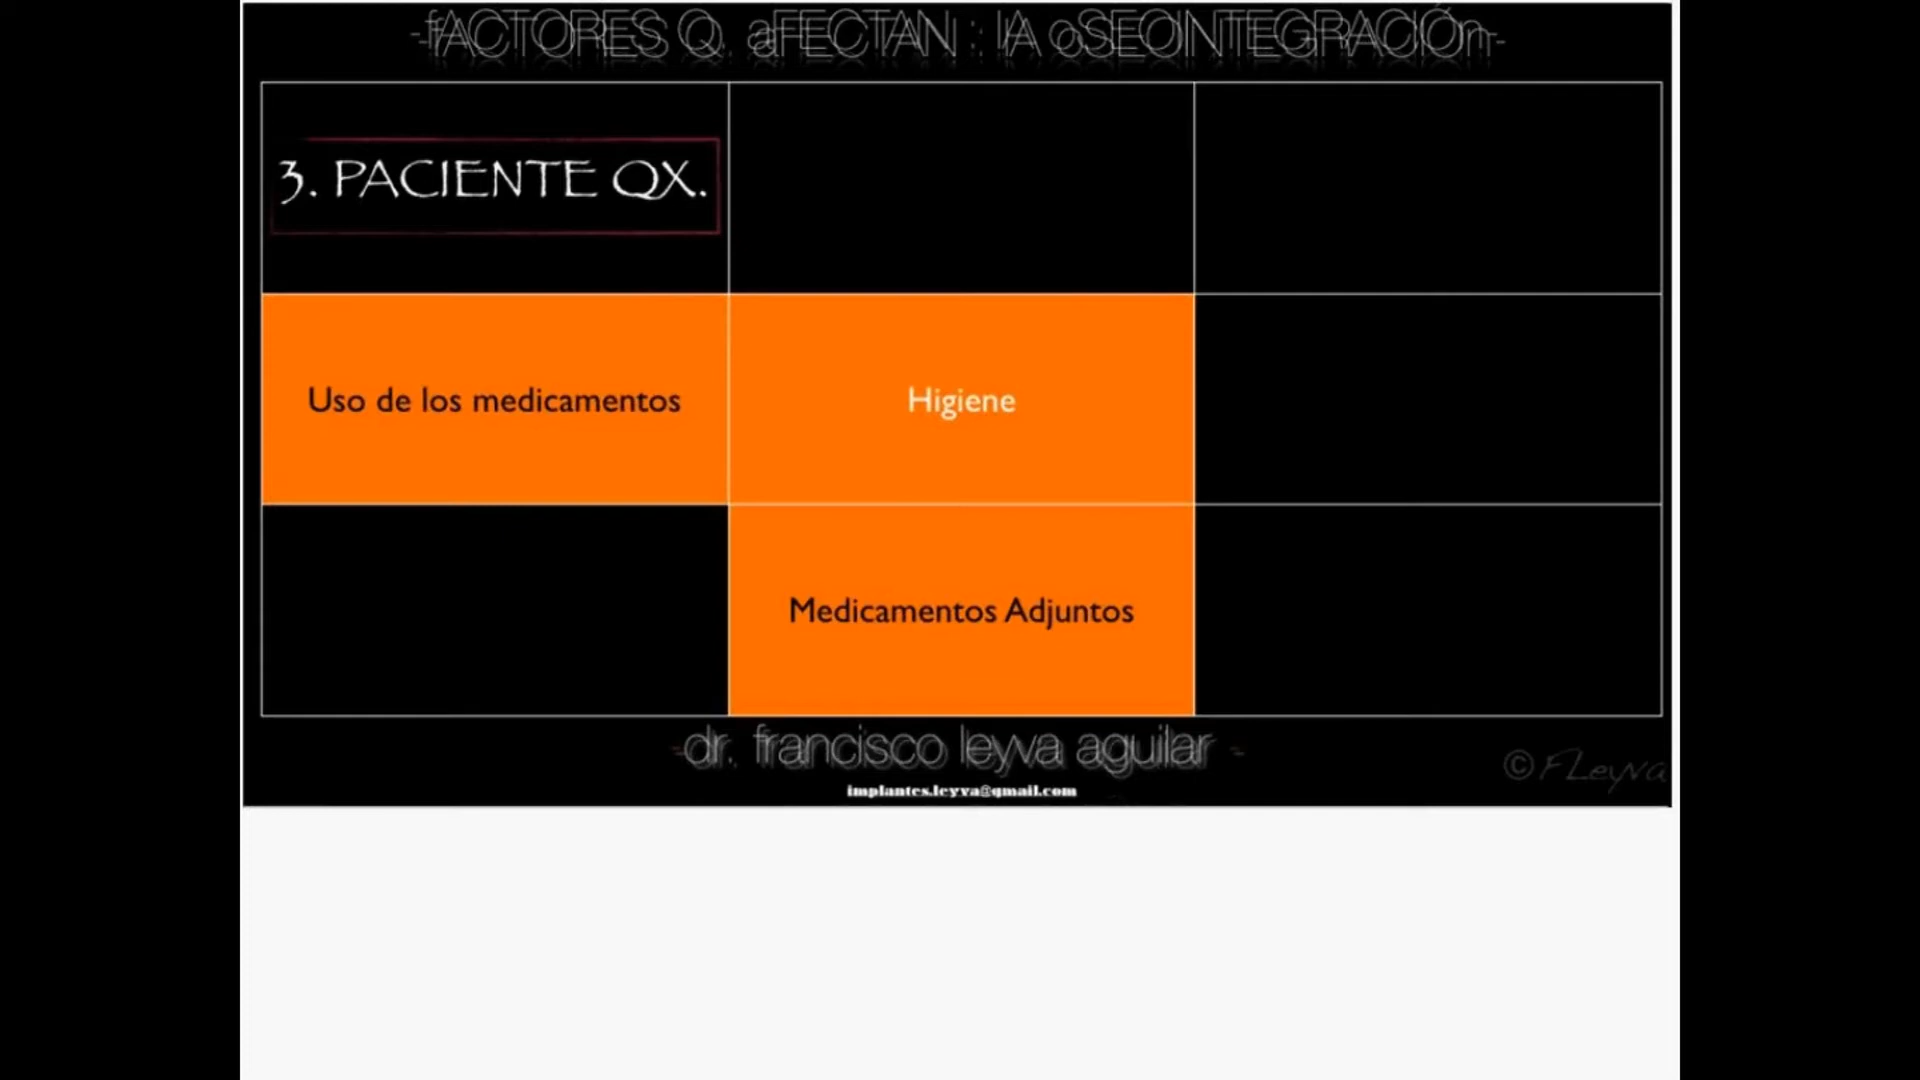 -fACTORES Q. aFECTAN : lA oSEOINTEGRACIÓn-
3. PACIENTE QX.
Uso de los medicamentos
Higiene
Medicamentos Adjuntos
-dr. francisco leyva aguilar -
implantes.leyva@gmail.com
©FLeyva